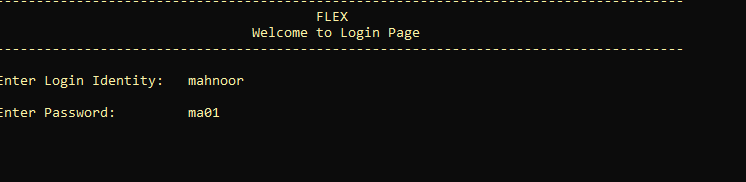 FLEX
Welcome to Login Page
Enter Login Identity: mahnoor
Enter Password: ma01